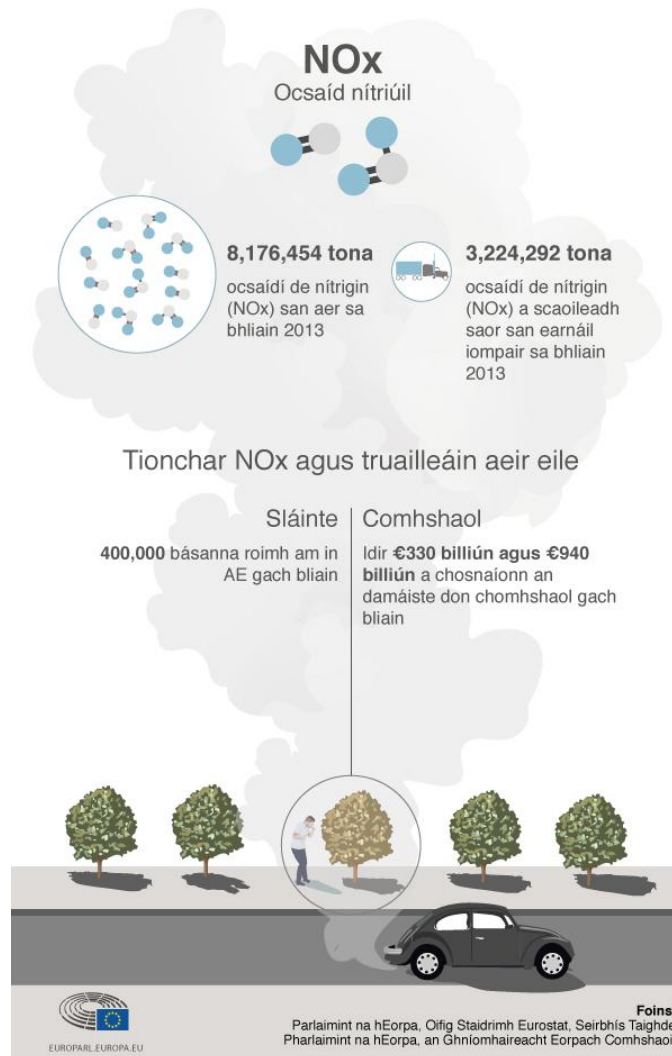 NOx
Ocsaíd nítriúil
8,176,454 tona
ocsaídí de nítrigin
(NOx) san aer sa
bhliain 2013
3,224,292 tona
ocsaídí de nítrigin
(NOx) a scaoileadh
saor san earnáil
iompair sa bhliain
2013
Tionchar NOx agus truailleáin aeir eile
Sláinte
400,000 básanna roimh am in
AE gach bliain
Comhshaol
Idir €330 billiún agus €940
billiún a chosnaíonn an
damáiste don chomhshaol gach
bliain
EUROPARL.EUROPA.EU
Foins
Parlaimint na hEorpa, Oifig Staidrimh Eurostat, Seirbhís Taighde
Pharlaimint na hEorpa, an Ghníomhaireacht Eorpach Comhshaol